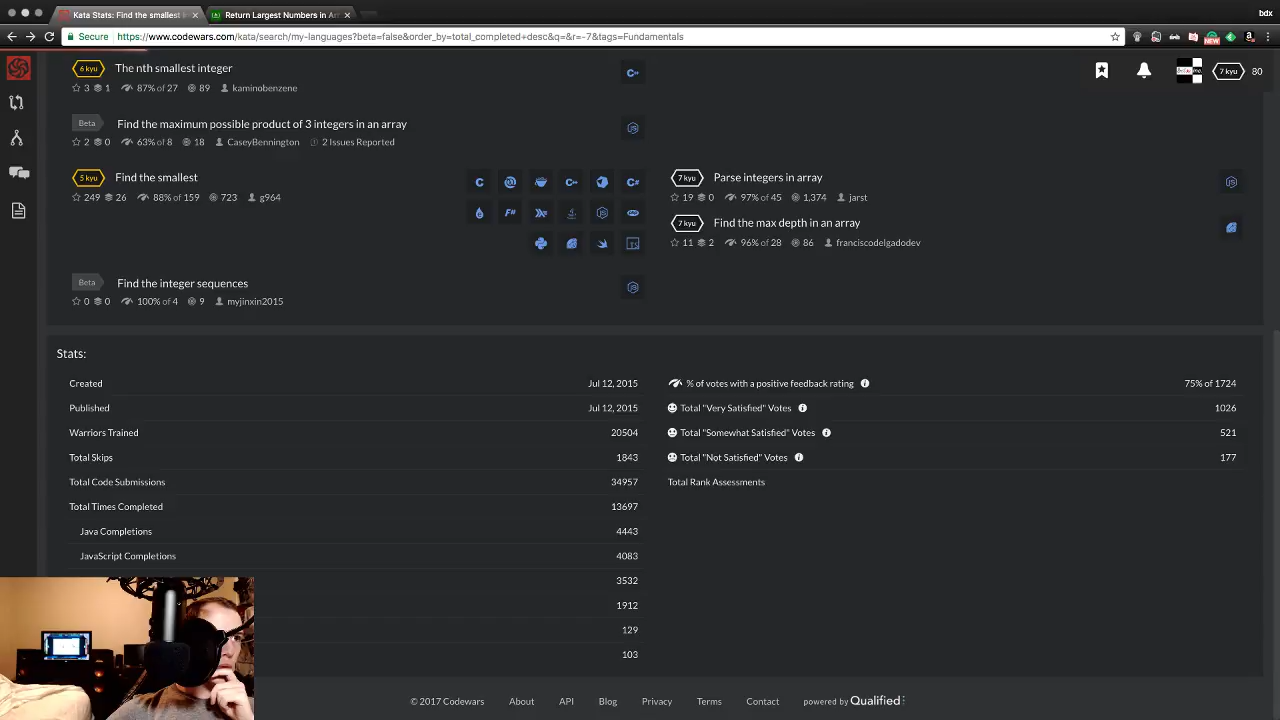 Kata Stats: Find the smallest i
Return Largest Numbers in Ar
bdx
Secure
https://www.codewars.com/kata/search/my-languages?beta=false&order_by=total_completed+desc&q=&r=-7&tags=Fundamentals
NEW
6 kyu The nth smallest integer
3 1 87% of 27 89 kaminobenzene
C++
7 kyu 80
Beta Find the maximum possible product of 3 integers in an array
2 0 63% of 8 18 CaseyBennington 2 Issues Reported
JS
5 kyu Find the smallest
249 26 88% of 159 723 g964
C C++ C#
F# JS php
TS
7 kyu Parse integers in array
19 0 97% of 45 1,374 jarst
JS
7 kyu Find the max depth in an array
11 2 96% of 28 86 franciscodelgadodev
Beta Find the integer sequences
0 0 100% of 4 9 myjinxin2015
JS
Stats:
Created Jul 12, 2015
Published Jul 12, 2015
Warriors Trained 20504
Total Skips 1843
Total Code Submissions 34957
Total Times Completed 13697
Java Completions 4443
JavaScript Completions 4083
3532
1912
129
103
% of votes with a positive feedback rating 75% of 1724
Total "Very Satisfied" Votes 1026
Total "Somewhat Satisfied" Votes 521
Total "Not Satisfied" Votes 177
Total Rank Assessments
© 2017 Codewars About API Blog Privacy Terms Contact powered by Qualified